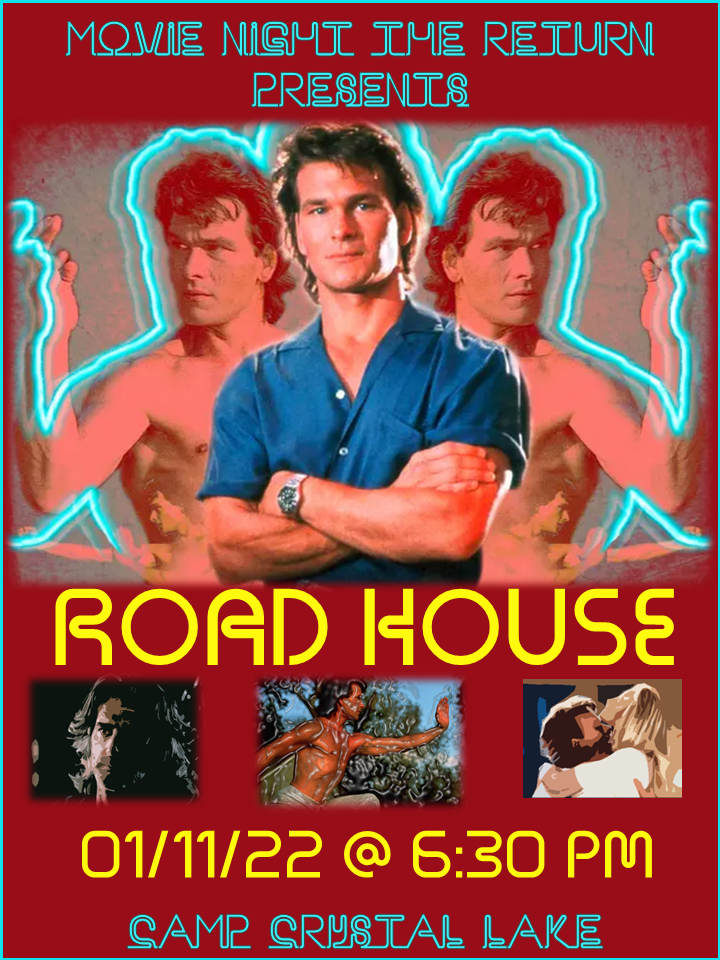 MOVIE NIGHT THE RETURN
PRESENTS
ROAD HOUSE
01/11/22 @ 6:30 PM
CAMP CRYSTAL LAKE